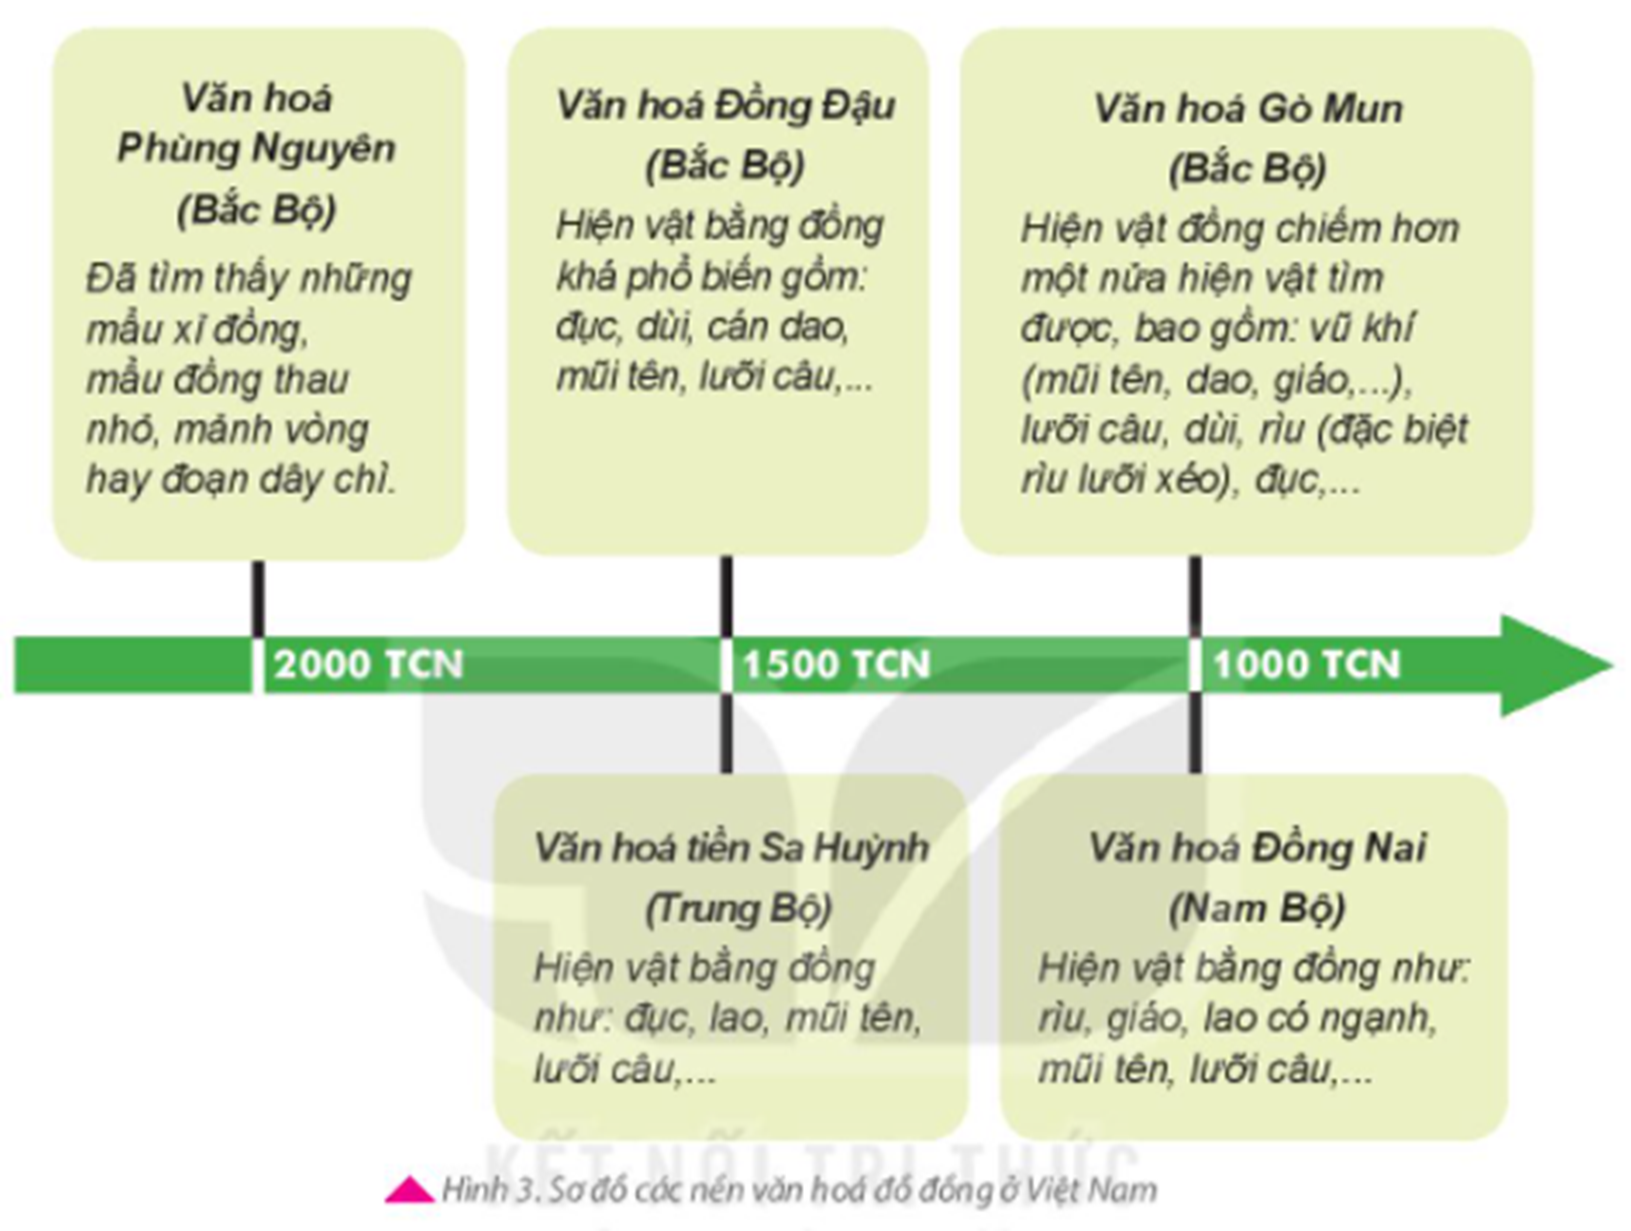 Văn hoá
Phùng Nguyên
(Bắc Bộ)
Đã tìm thấy những
mẩu xỉ đồng,
mẩu đồng thau
nhỏ, mảnh vòng
hay đoạn dây chì.
Văn hoá Đồng Đậu
(Bắc Bộ)
Hiện vật bằng đồng
khá phổ biến gồm:
đục, dùi, cán dao,
mũi tên, lưỡi câu,...
Văn hoá Gò Mun
(Bắc Bộ)
Hiện vật đồng chiếm hơn
một nửa hiện vật tìm
được, bao gồm: vũ khí
(mũi tên, dao, giáo,...),
lưỡi câu, dùi, rìu (đặc biệt
rìu lưỡi xéo), đục,...
2000 TCN
1500 TCN
1000 TCN
Văn hoá tiền Sa Huỳnh
(Trung Bộ)
Hiện vật bằng đồng
như: đục, lao, mũi tên,
lưỡi câu,...
Văn hoá Đồng Nai
(Nam Bộ)
Hiện vật bằng đồng như:
rìu, giáo, lao có ngạnh,
mũi tên, lưỡi câu,...
KẾT NỐI TRI THỨC
Hình 3. Sơ đồ các nền văn hoá đồ đồng ở Việt Nam